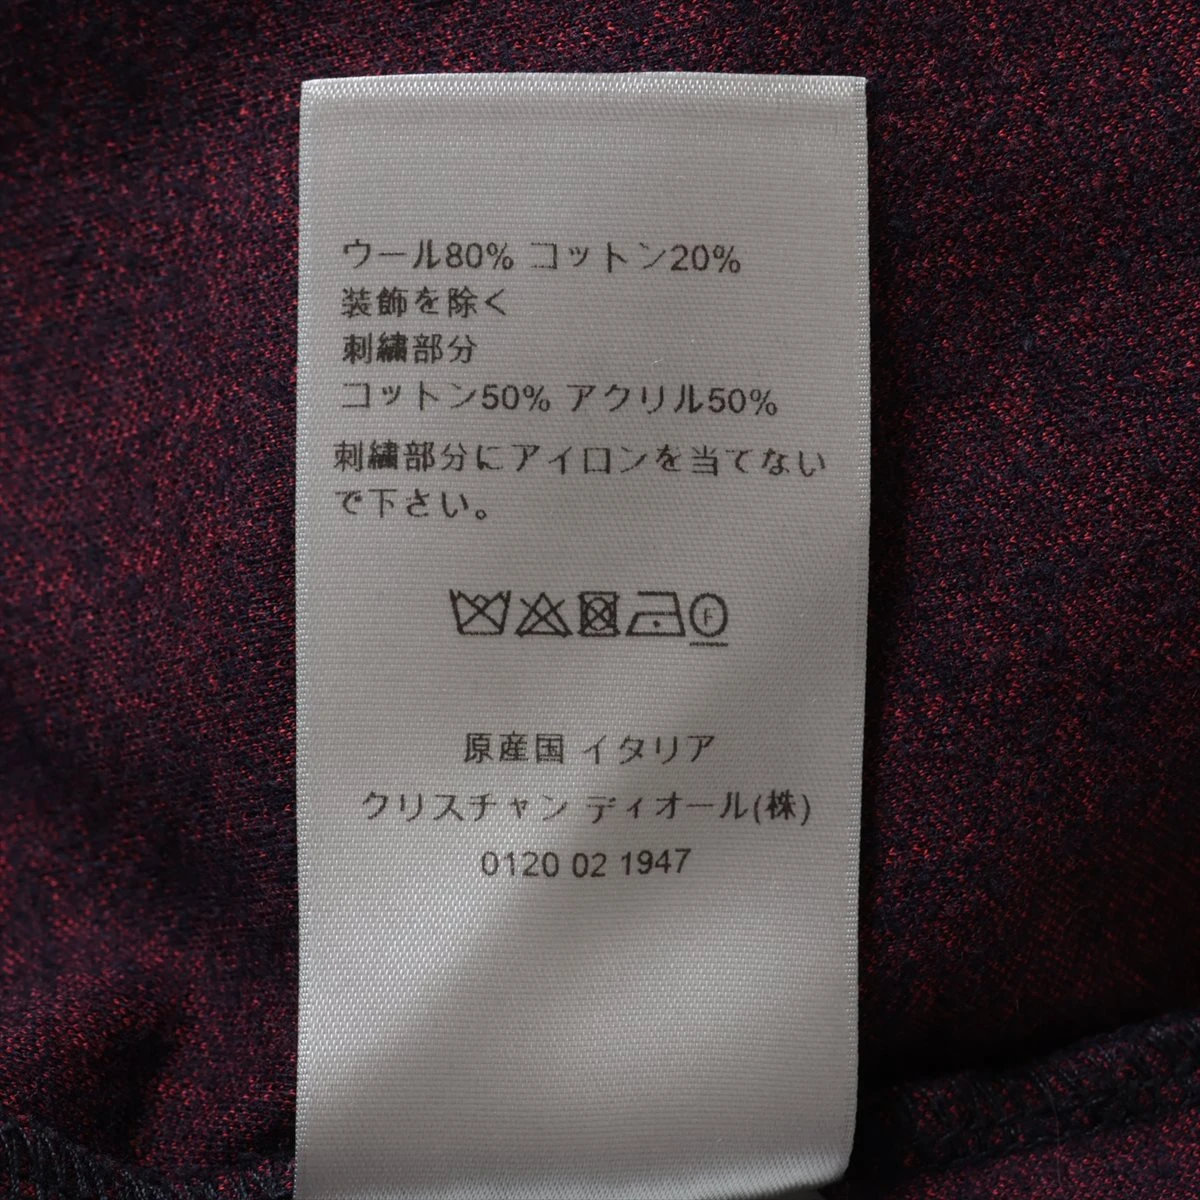 ウール80% コットン20%
装飾を除く
刺繍部分
コットン50% アクリル50%
刺繍部分にアイロンを当てない
で下さい。
F
原産国 イタリア
クリスチャン ディオール(株)
0120 02 1947